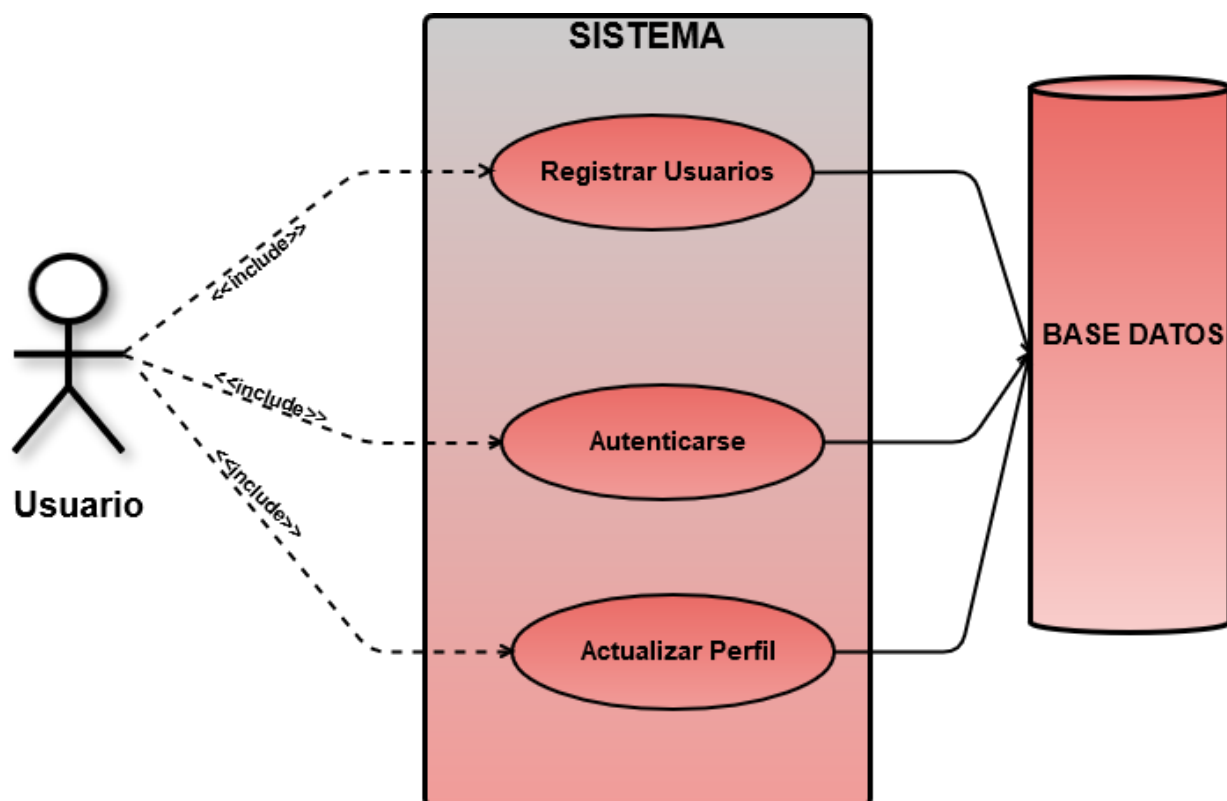 SISTEMA
Registrar Usuarios
<<include>>
BASE DATOS
<<include>>
Autenticarse
<<include>>
Usuario
Actualizar Perfil